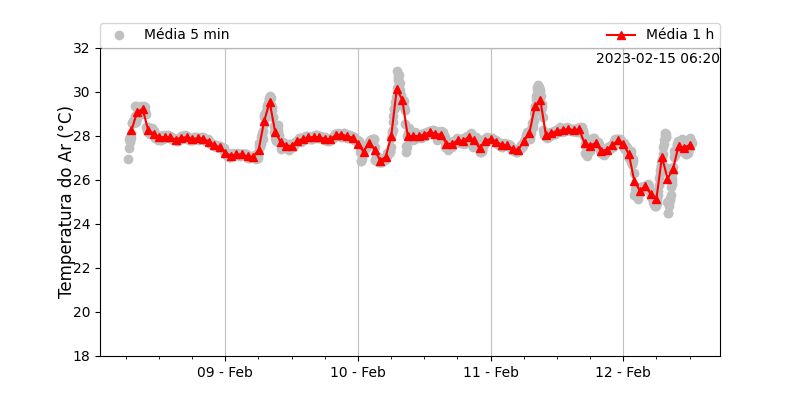 Média 5 min
Média 1 h
2023-02-15 06:20
Temperatura do Ar (°C)
32
30
28
26
24
22
20
18
09 - Feb
10 - Feb
11 - Feb
12 - Feb